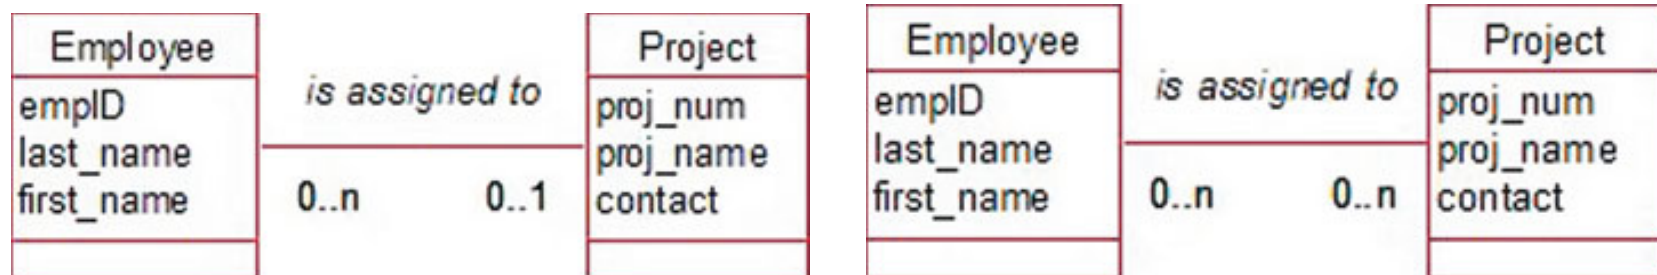 Employee
empID
last_name
first_name
is assigned to
0..n 0..1
Project
proj_num
proj_name
contact
Employee
empID
last_name
first_name
is assigned to
0..n 0..n
Project
proj_num
proj_name
contact